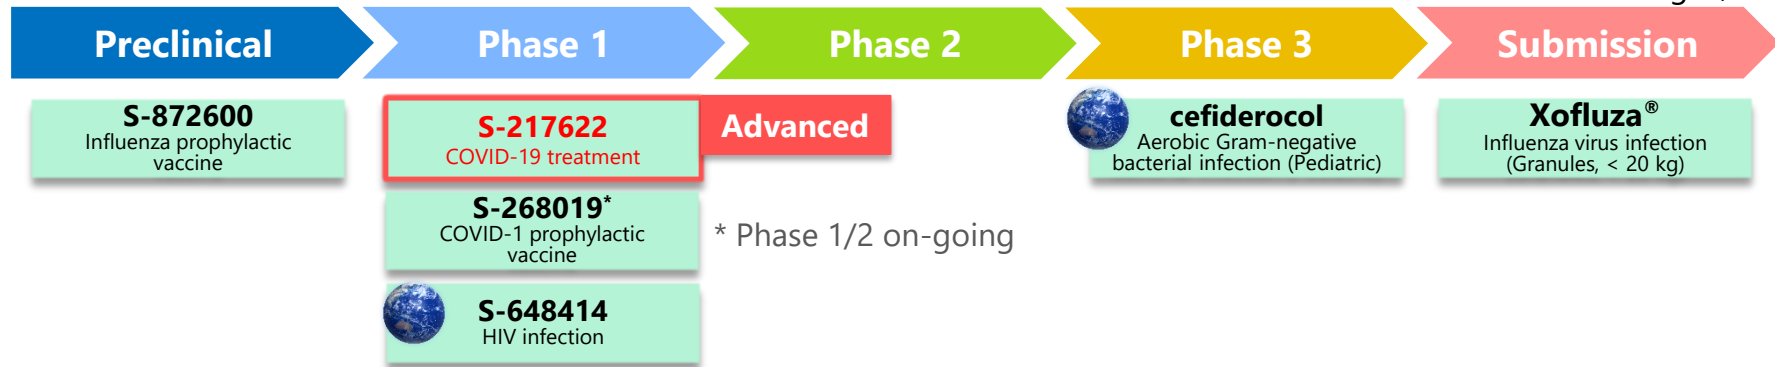 Preclinical
Phase 1
Phase 2
Phase 3
Submission
S-872600
Influenza prophylactic
vaccine
S-217622
COVID-19 treatment
Advanced
S-268019*
COVID-1 prophylactic
vaccine
* Phase 1/2 on-going
S-648414
HIV infection
cefiderocol
Aerobic Gram-negative
bacterial infection (Pediatric)
Xofluza®
Influenza virus infection
(Granules, < 20 kg)